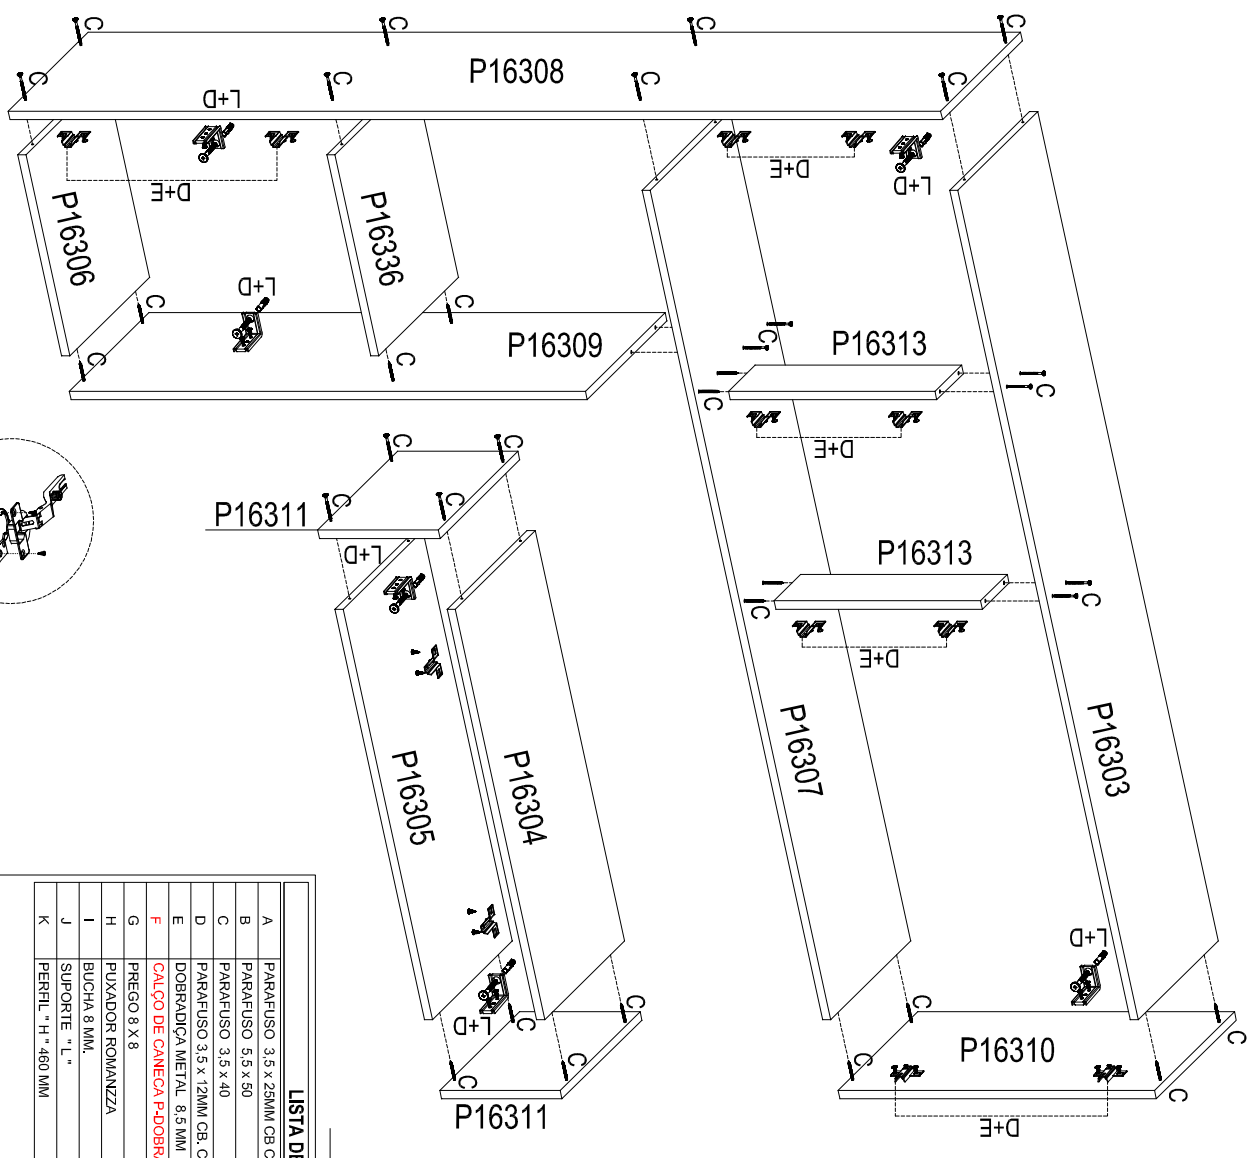 C
C
C
C
P16308
C
C
C
C
L+D
D+E
D+E
L+D
P16306
P16336
L+D
C
C
C
C
P16309
P16313
C
C
C
D+E
P16313
C
C
D+E
P16307
P16303
C
C
P16311
C
C
L+D
P16305
P16304
L+D
C
C
C
C
P16311
L+D
C
C
C
C
P16310
D+E
LISTA DE
A PARAFUSO 3,5 x 25MM CB C
B PARAFUSO 5,5 x 50
C PARAFUSO 3,5 x 40
D PARAFUSO 3,5 x 12MM CB. C
E DOBRADIÇA METAL 8,5 MM
F CALÇO DE CANECA P-DOBRA
G PREGO 8 X 8
H PUXADOR ROMANZZA
I BUCHA 8 MM.
J SUPORTE " L "
K PERFIL " H " 460 MM